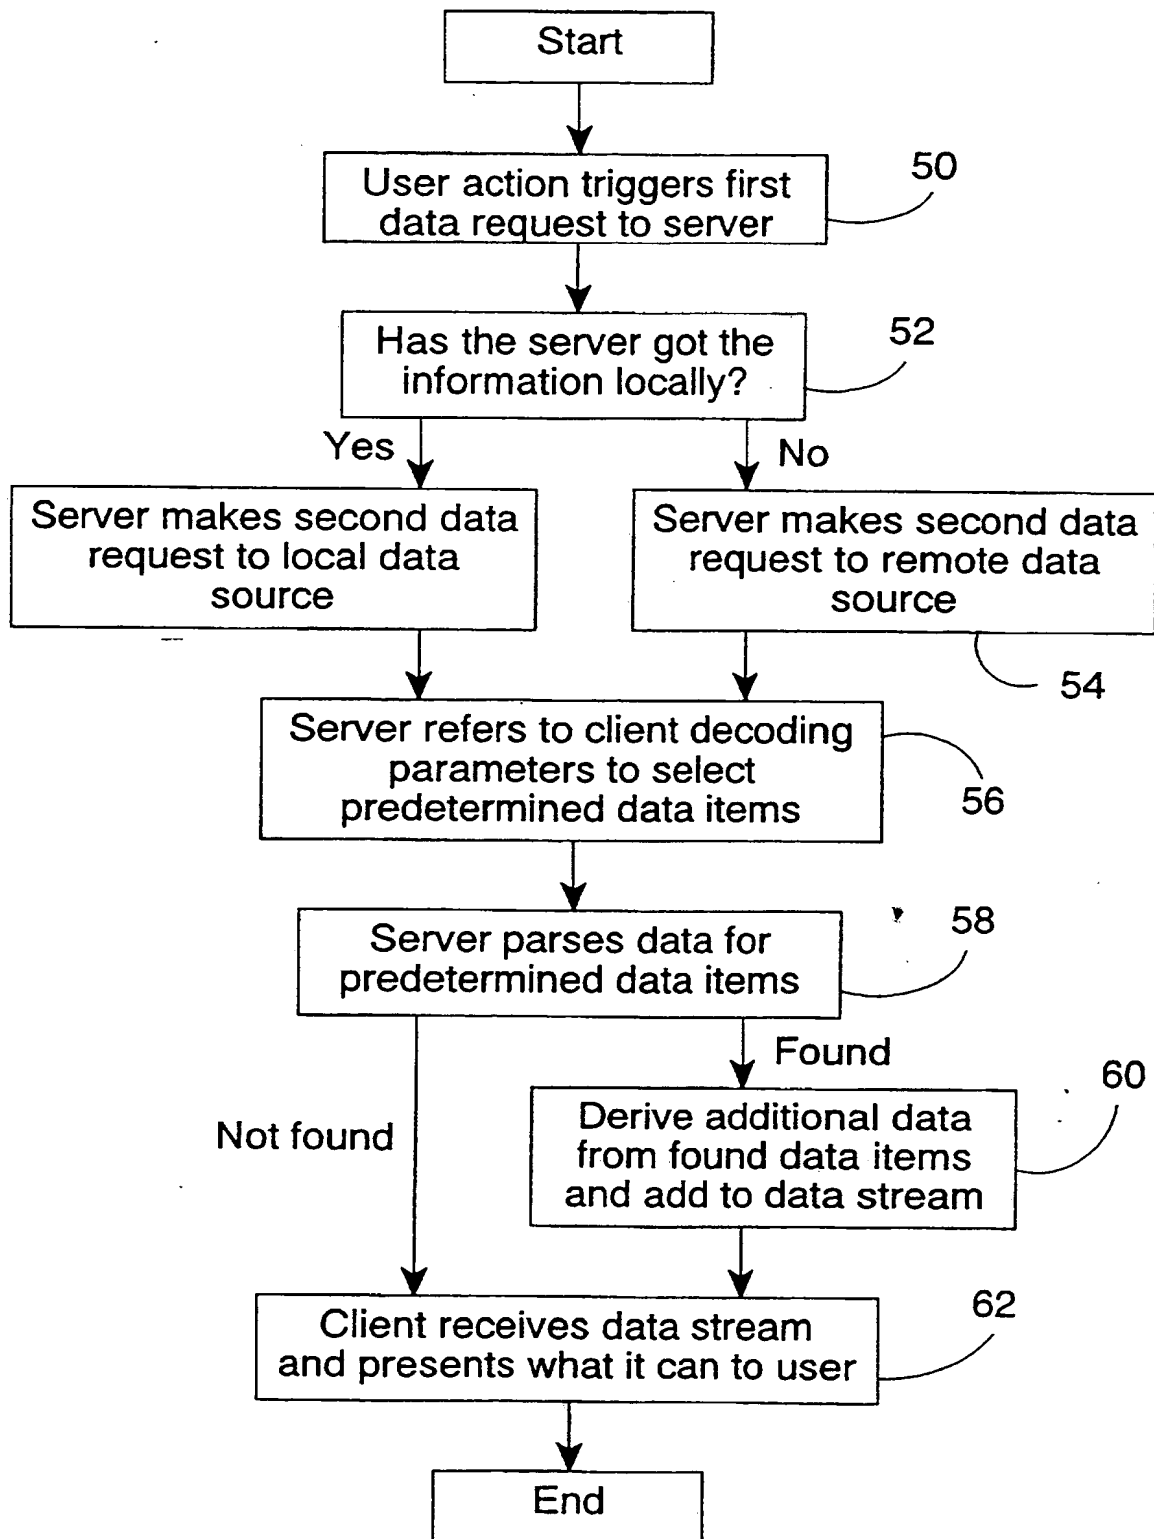 Start
User action triggers first
data request to server
50
Has the server got the
information locally?
52
Yes
No
Server makes second data
request to local data
source
Server makes second data
request to remote data
source
54
Server refers to client decoding
parameters to select
predetermined data items
56
Server parses data for
predetermined data items
58
Not found
Found
Derive additional data
from found data items
and add to data stream
60
Client receives data stream
and presents what it can to user
62
End